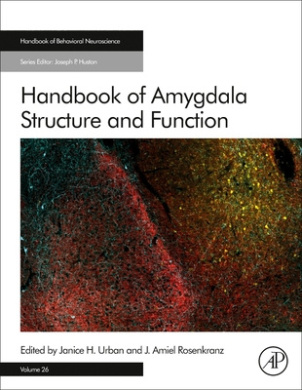 Handbook of Behavioral Neuroscience
Series Editor: Joseph P. Huston
Handbook of Amygdala
Structure and Function
Edited by Janice H. Urban and J. Amiel Rosenkranz
Volume 26
AP